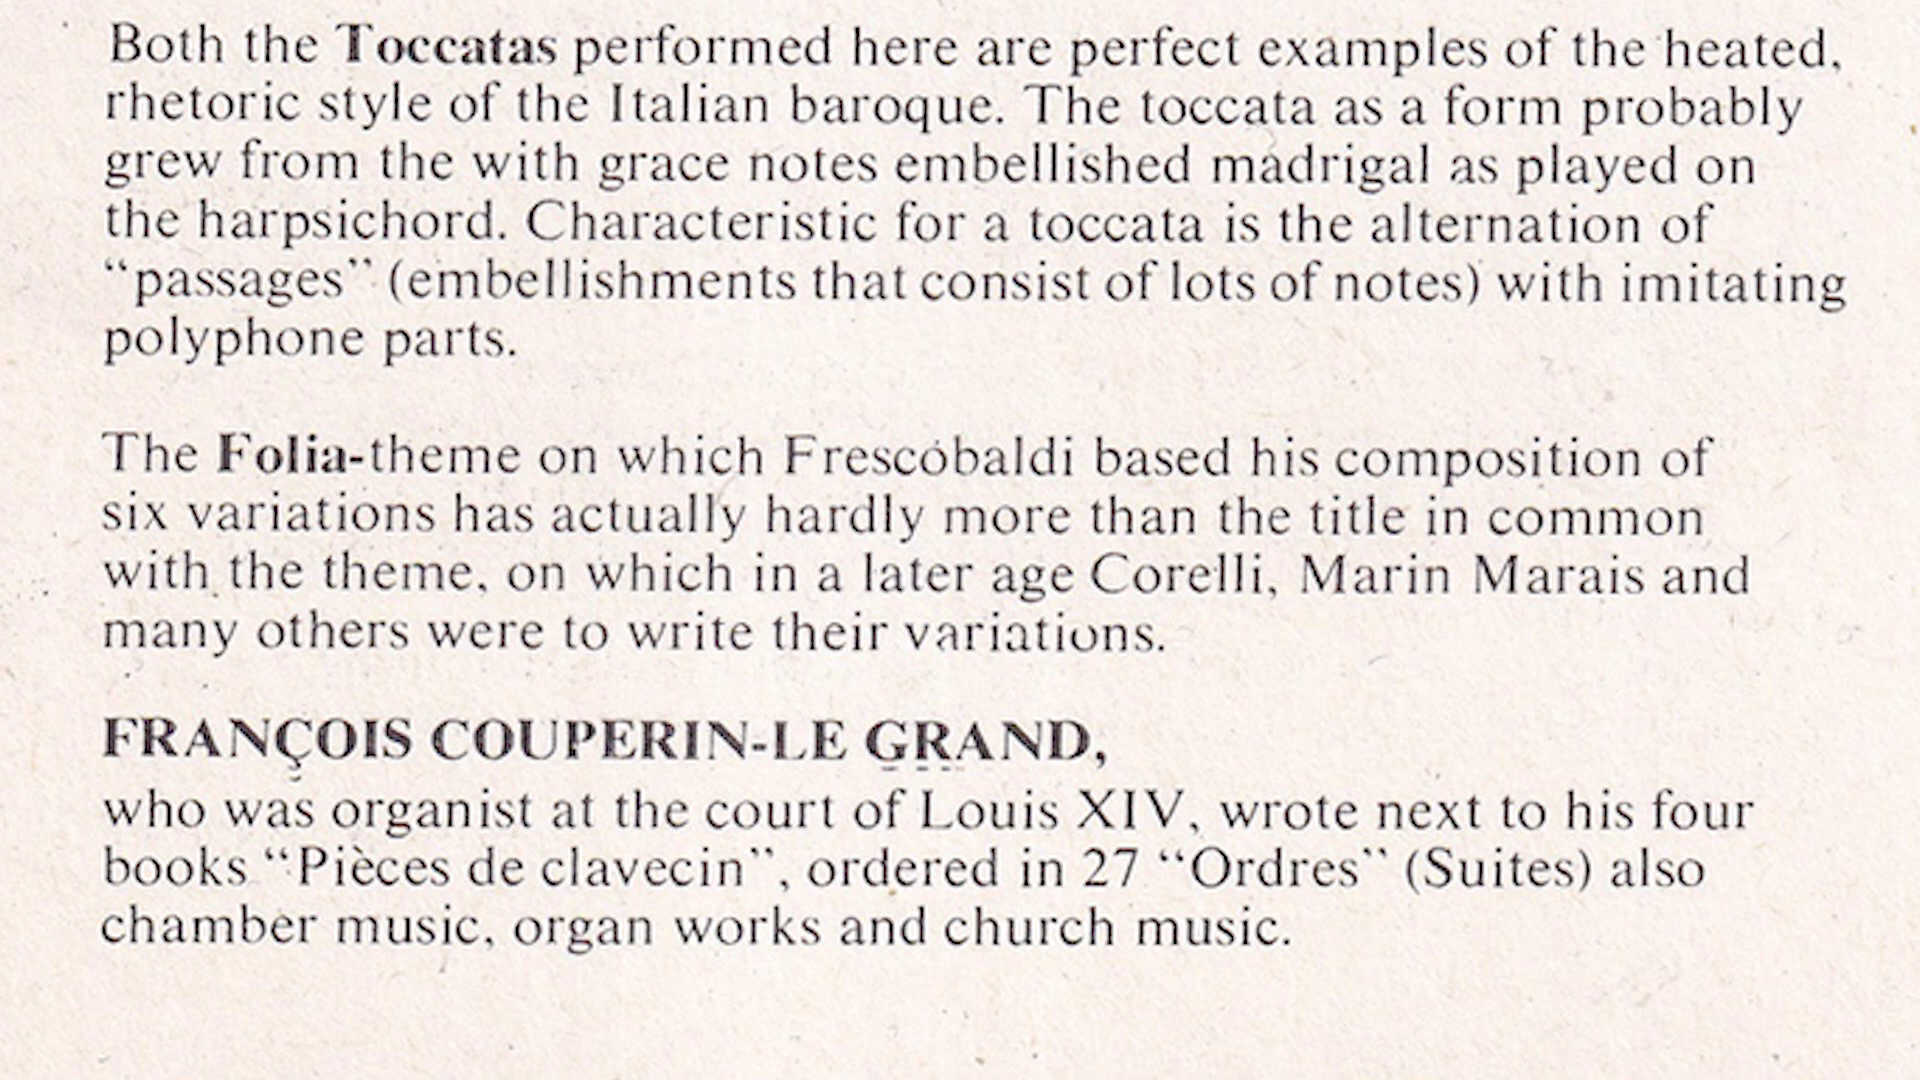 Both the Toccatas performed here are perfect examples of the heated,
rhetoric style of the Italian baroque. The toccata as a form probably
grew from the with grace notes embellished madrigal as played on
the harpsichord. Characteristic for a toccata is the alternation of
“passages” (embellishments that consist of lots of notes) with imitating
polyphone parts.
The Folia-theme on which Frescobaldi based his composition of
six variations has actually hardly more than the title in common
with the theme, on which in a later age Corelli, Marin Marais and
many others were to write their variations.
FRANÇOIS COUPERIN-LE GRAND,
who was organist at the court of Louis XIV, wrote next to his four
books “Pièces de clavecin”, ordered in 27 “Ordres” (Suites) also
chamber music, organ works and church music.